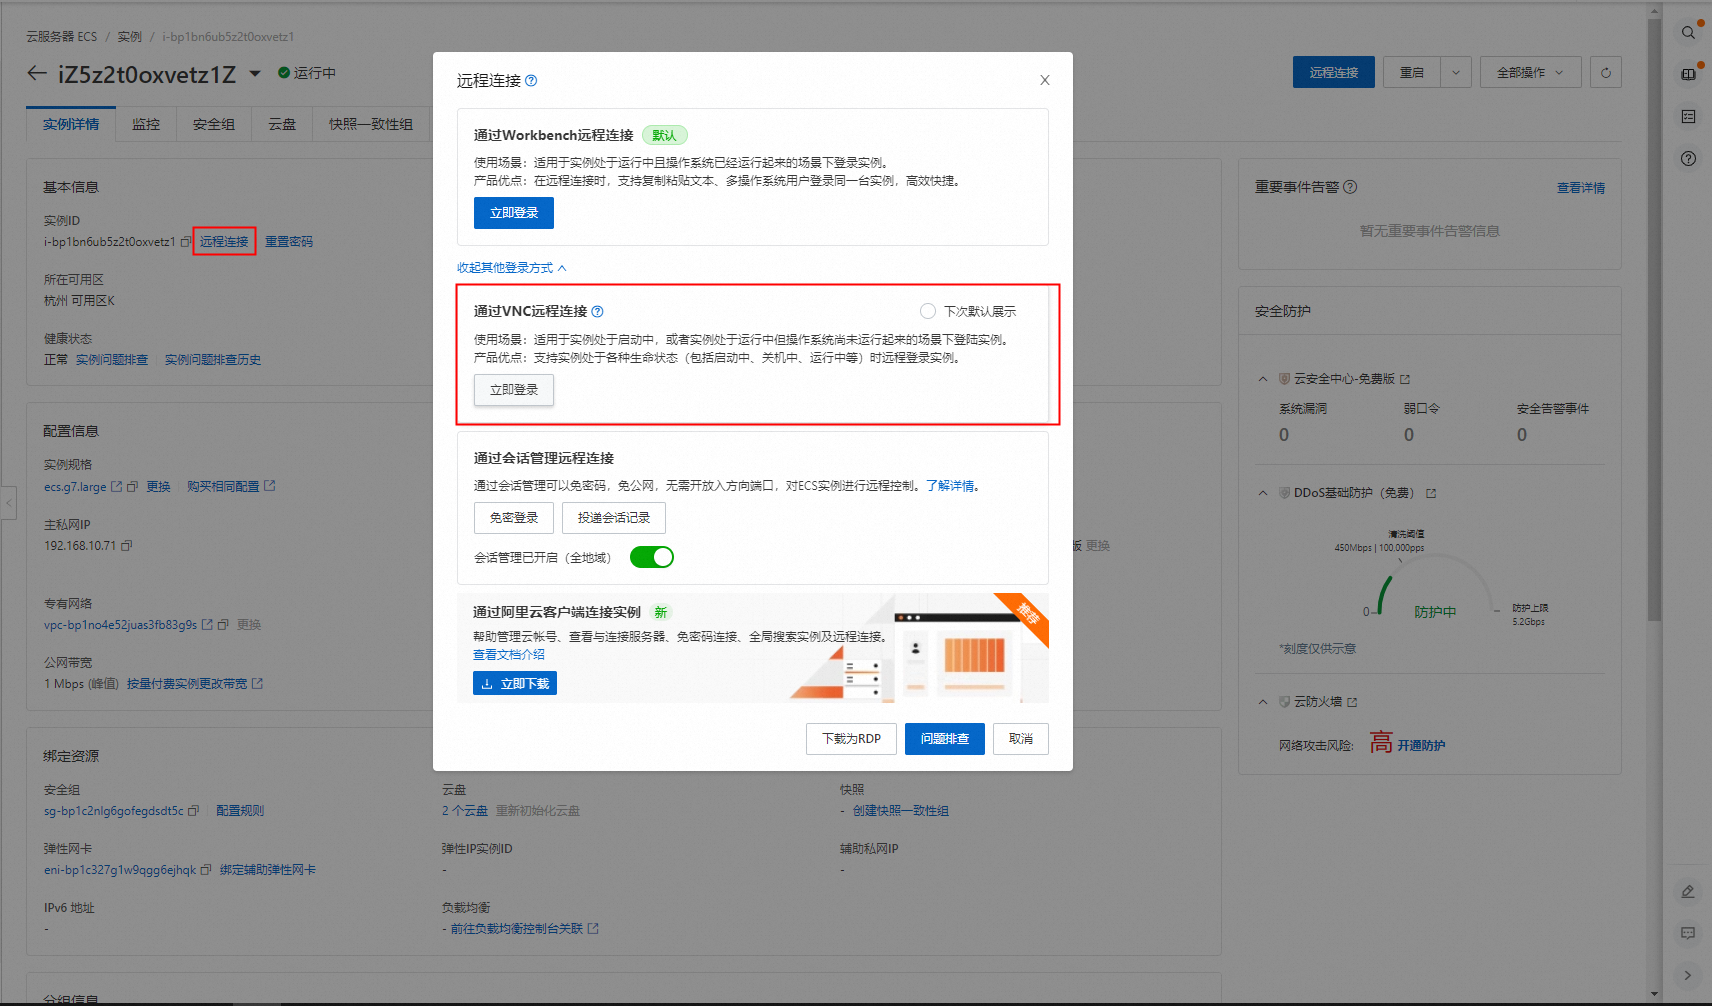 云服务器 ECS / 实例 / i-bp1bn6ub5z2t0oxvetz1
iZ5z2t0oxvetz1Z 运行中
远程连接 重启 全部操作
实例详情 监控 安全组 云盘 快照一致性组
基本信息
实例ID
i-bp1bn6ub5z2t0oxvetz1 远程连接 重置密码
所在可用区
杭州 可用区K
健康状态
正常 实例问题排查 实例问题排查历史
配置信息
实例规格
ecs.g7.large 更换 购买相同配置
主私网IP
192.168.10.71
版 更换
专有网络
vpc-bp1no4e52juas3fb83g9s 更换
公网带宽
1 Mbps (峰值) 按量付费实例更改带宽
绑定资源
安全组
sg-bp1c2nlg6gofegdsdt5c 配置规则
云盘
2 个云盘 重新初始化云盘
快照
- 创建快照一致性组
弹性网卡
eni-bp1c327g1w9qgg6ejhqk 绑定辅助弹性网卡
弹性IP实例ID
-
辅助私网IP
-
IPv6 地址
-
负载均衡
- 前往负载均衡控制台关联
分组信息
远程连接
通过Workbench远程连接 默认
使用场景：适用于实例处于运行中且操作系统已经运行起来的场景下登录实例。
产品优点：在远程连接时，支持复制粘贴文本、多操作系统用户登录同一台实例，高效快捷。
立即登录
收起其他登录方式
通过VNC远程连接 下次默认展示
使用场景：适用于实例处于启动中，或者实例处于运行中但操作系统尚未运行起来的场景下登陆实例。
产品优点：支持实例处于各种生命状态（包括启动中、关机中、运行中等）时远程登录实例。
立即登录
通过会话管理远程连接
通过会话管理可以免密码，免公网，无需开放入方向端口，对ECS实例进行远程控制。了解详情。
免密登录 投递会话记录
会话管理已开启（全地域）
通过阿里云客户端连接实例 新
推荐
帮助管理云帐号、查看与连接服务器、免密码连接、全局搜索实例及远程连接。
查看文档介绍
立即下载
下载为RDP 问题排查 取消
重要事件告警 查看详情
暂无重要事件告警信息
安全防护
云安全中心-免费版
系统漏洞 弱口令 安全告警事件
0 0 0
DDoS基础防护（免费）
清洗阈值
450Mbps | 100,000pps
0
防护中
防护上限
5.2Gbps
*刻度仅供示意
云防火墙
网络攻击风险: 高 开通防护